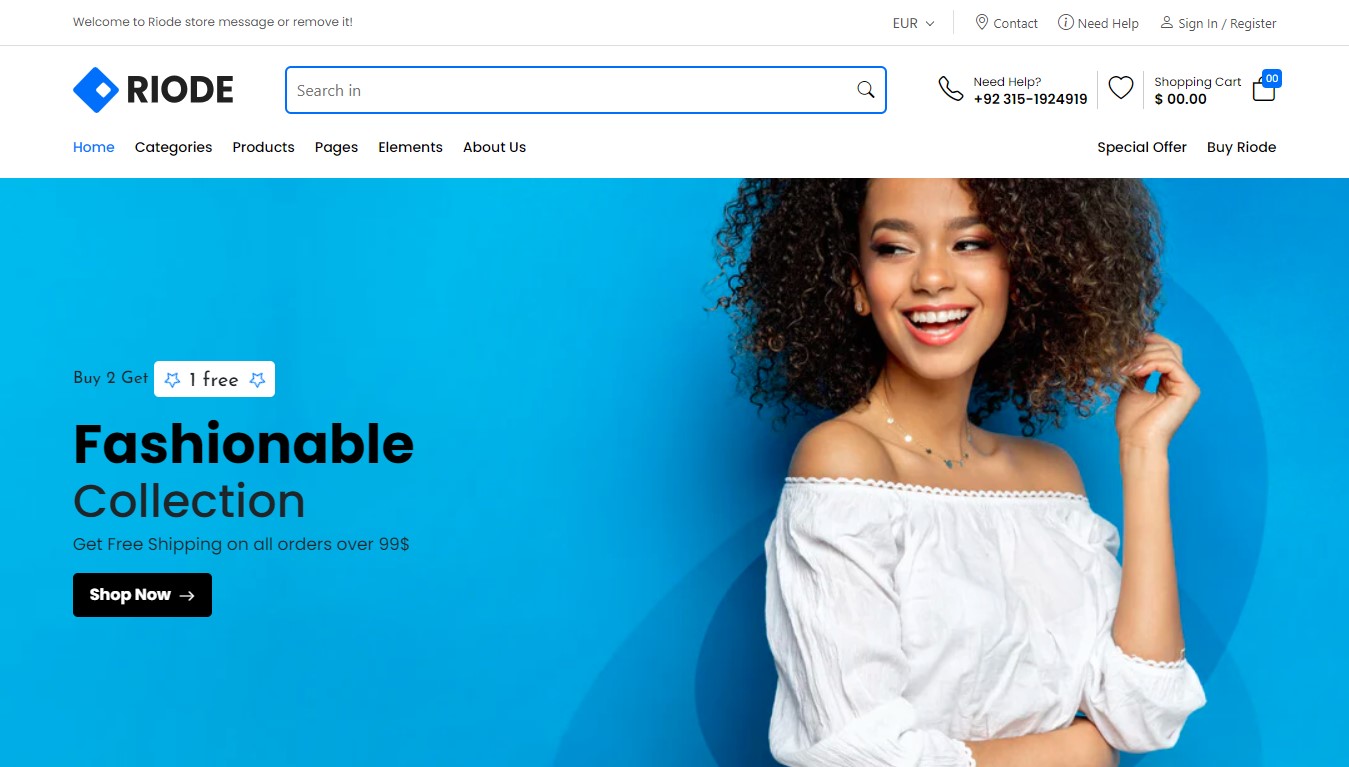 Welcome to Riode store message or remove it!
EUR
Contact
Need Help
Sign In / Register
RIODE
Search in
Need Help?
+92 315-1924919
Shopping Cart
$ 00.00
00
Home
Categories
Products
Pages
Elements
About Us
Special Offer
Buy Riode
Buy 2 Get 1 free
Fashionable
Collection
Get Free Shipping on all orders over 99$
Shop Now